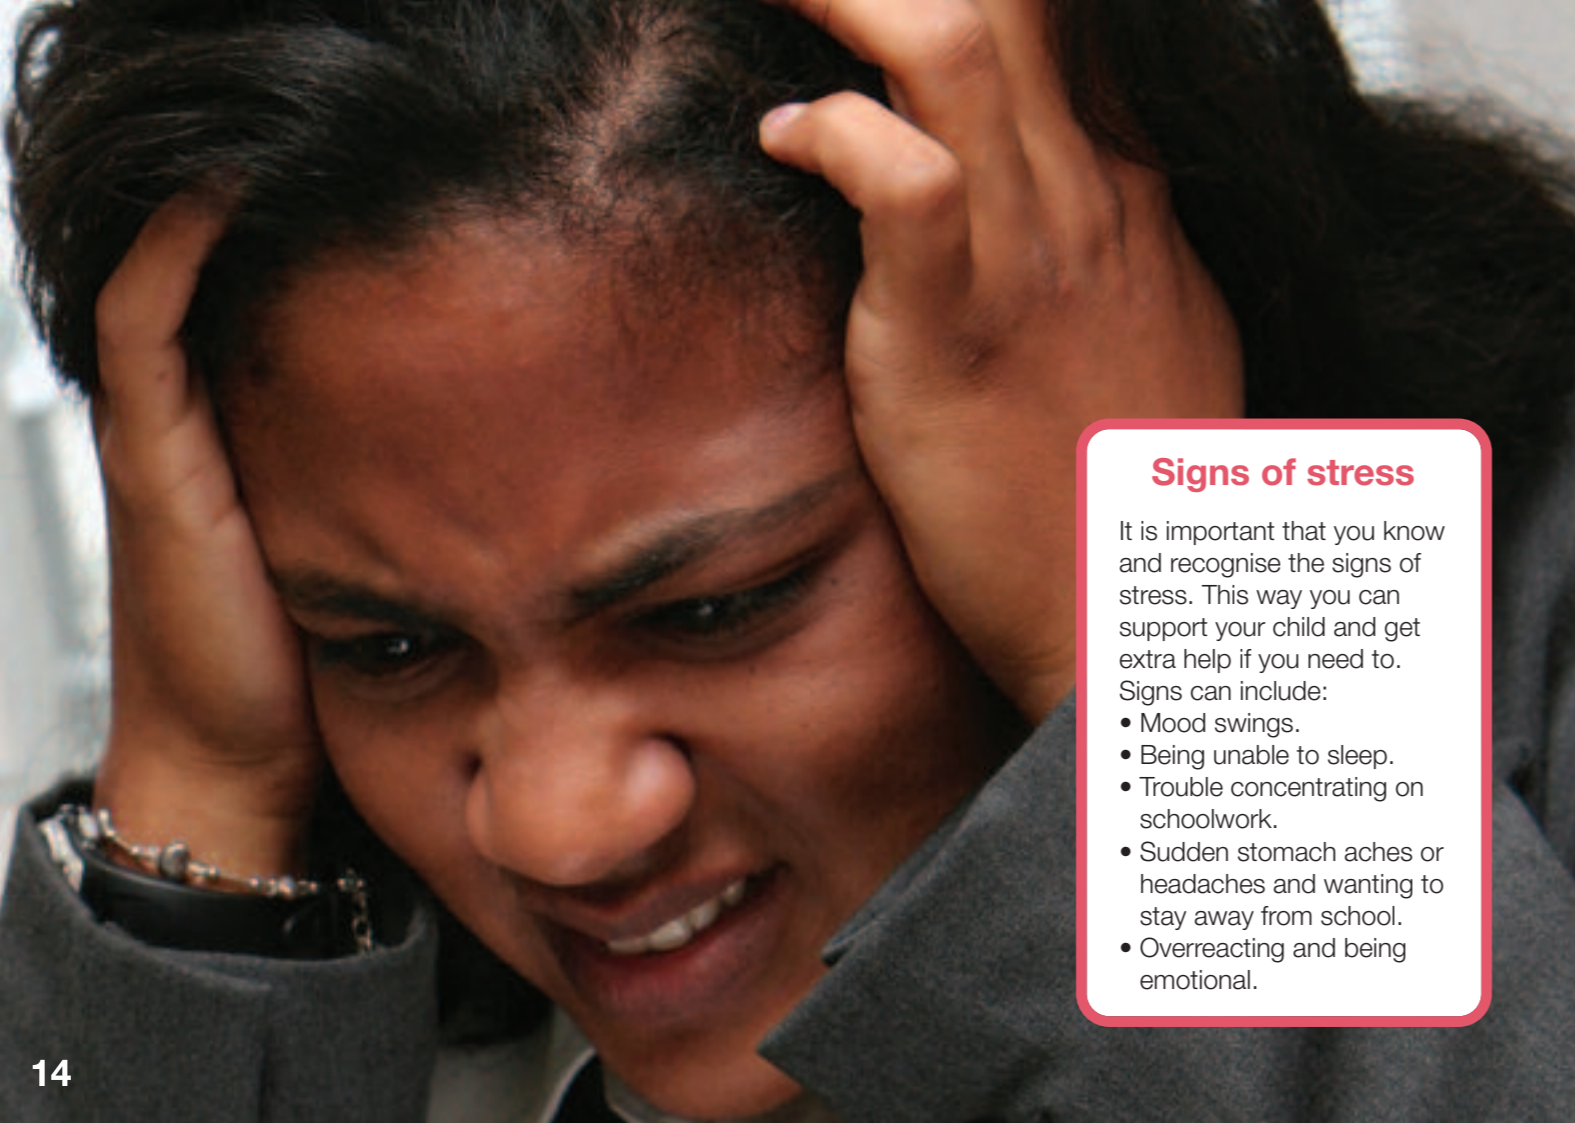 Signs of stress
It is important that you know
and recognise the signs of
stress. This way you can
support your child and get
extra help if you need to.
Signs can include:
• Mood swings.
• Being unable to sleep.
• Trouble concentrating on
schoolwork.
• Sudden stomach aches or
headaches and wanting to
stay away from school.
• Overreacting and being
emotional.
14